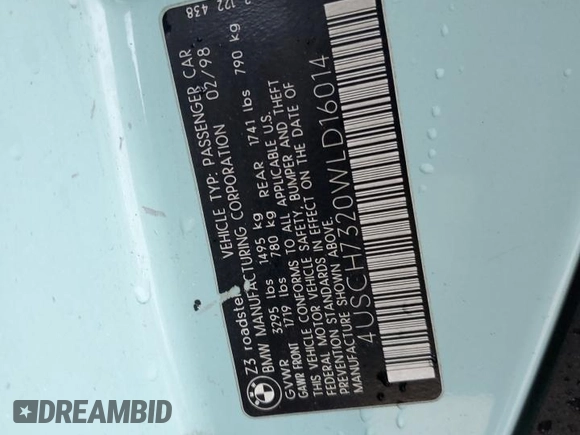 Z3 roadster VEHICLE TYP: PASSENGER CAR
BMW MANUFACTURING CORPORATION 02/98
GVWR 3295 lbs 1495 kg REAR 1741 lbs 790 kg
GAWR FRONT 1719 lbs 780 kg
THIS VEHICLE CONFORMS TO ALL APPLICABLE U.S.
FEDERAL MOTOR VEHICLE SAFETY, BUMPER AND THEFT
PREVENTION STANDARDS IN EFFECT ON THE DATE OF
MANUFACTURE SHOWN ABOVE.
4USCH7320WLD16014
122 438
DREAMBID